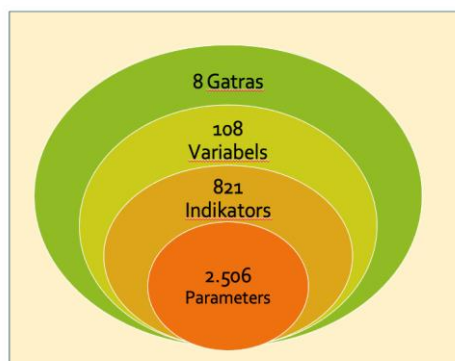 8 Gatras
108
Variabels
821
Indikators
2.506
Parameters